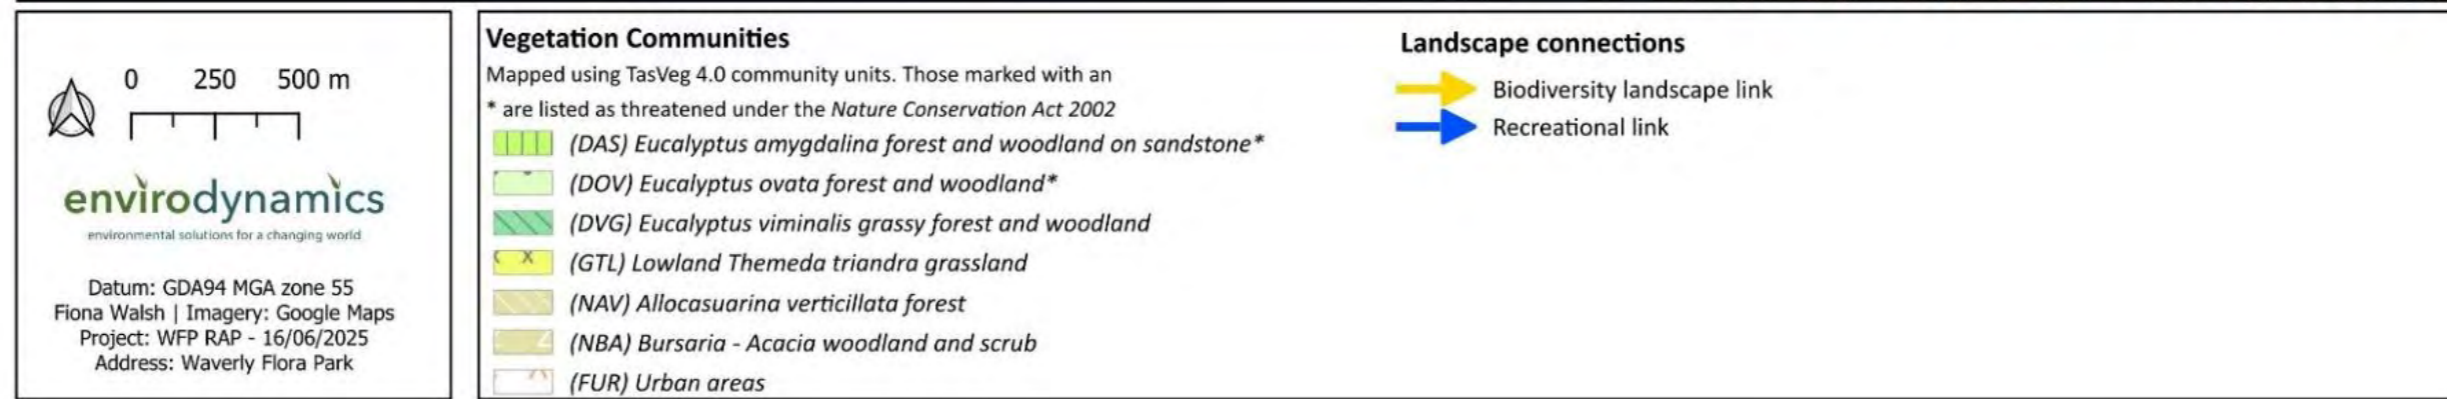 0 250 500 m
envirodynamics
environmental solutions for a changing world
Datum: GDA94 MGA zone 55
Fiona Walsh | Imagery: Google Maps
Project: WFP RAP - 16/06/2025
Address: Waverly Flora Park
Vegetation Communities
Mapped using TasVeg 4.0 community units. Those marked with an
* are listed as threatened under the Nature Conservation Act 2002
(DAS) Eucalyptus amygdalina forest and woodland on sandstone*
(DOV) Eucalyptus ovata forest and woodland*
(DVG) Eucalyptus viminalis grassy forest and woodland
(GTL) Lowland Themeda triandra grassland
(NAV) Allocasuarina verticillata forest
(NBA) Bursaria - Acacia woodland and scrub
(FUR) Urban areas
Landscape connections
Biodiversity landscape link
Recreational link